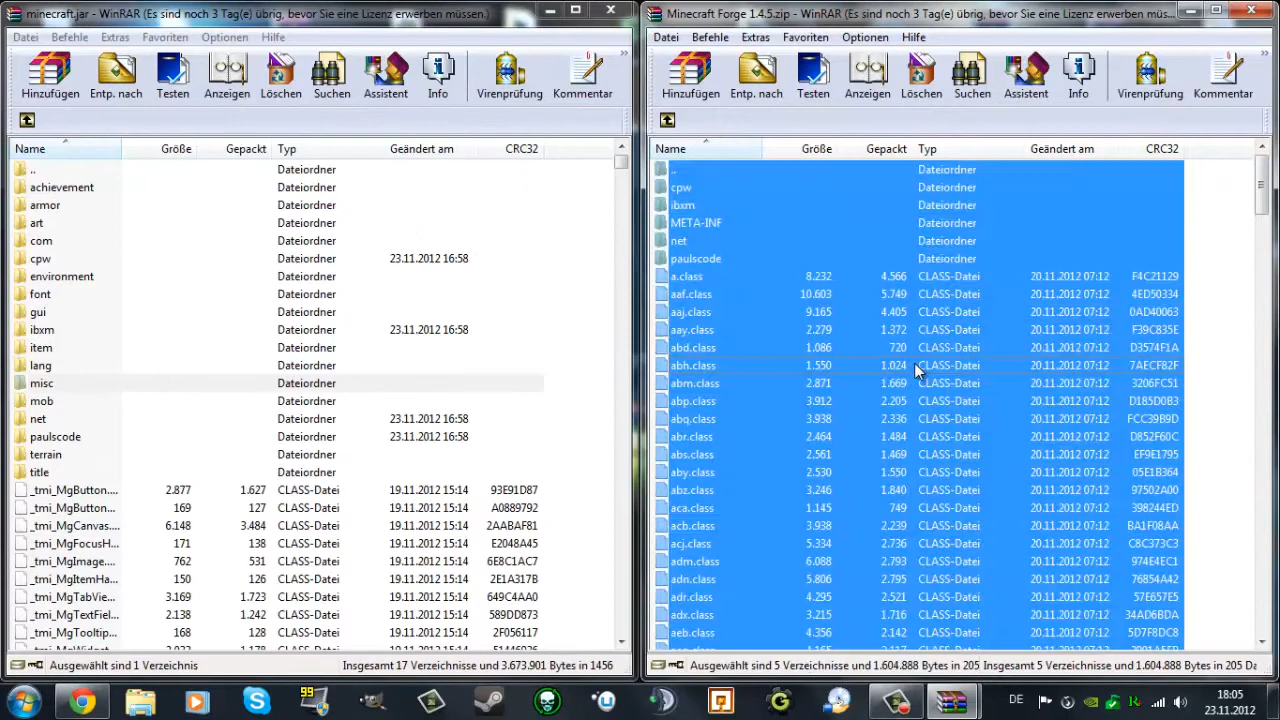 minecraft.jar - WinRAR (Es sind noch 3 Tag(e) übrig, bevor Sie eine Lizenz erwerben müssen.)
Datei Befehle Extras Favoriten Optionen Hilfe
Hinzufügen Entp. nach Testen Anzeigen Löschen Suchen Assistent Info Virenprüfung Kommentar
Name Größe Gepackt Typ Geändert am CRC32
.. Dateiordner
achievement Dateiordner
armor Dateiordner
art Dateiordner
com Dateiordner
cpw Dateiordner 23.11.2012 16:58
environment Dateiordner
font Dateiordner
gui Dateiordner
ibxm Dateiordner 23.11.2012 16:58
item Dateiordner
lang Dateiordner
misc Dateiordner
mob Dateiordner
net Dateiordner 23.11.2012 16:58
paulscode Dateiordner 23.11.2012 16:58
terrain Dateiordner
title Dateiordner
_tmi_MgButton.... 2.877 1.627 CLASS-Datei 19.11.2012 15:14 93E91D87
_tmi_MgButton... 169 127 CLASS-Datei 19.11.2012 15:14 A0889792
_tmi_MgCanvas.... 6.148 3.484 CLASS-Datei 19.11.2012 15:14 2AABAF81
_tmi_MgFocusH... 171 138 CLASS-Datei 19.11.2012 15:14 E2048A45
_tmi_MgImage.... 762 531 CLASS-Datei 19.11.2012 15:14 6E8C1AC7
_tmi_MgItemHa... 150 126 CLASS-Datei 19.11.2012 15:14 2E1A317B
_tmi_MgTabView... 3.169 1.723 CLASS-Datei 19.11.2012 15:14 649C4AA0
_tmi_MgTextField... 2.138 1.242 CLASS-Datei 19.11.2012 15:14 589DD873
_tmi_MgTooltip... 168 128 CLASS-Datei 19.11.2012 15:14 2F056117
Ausgewählt sind 1 Verzeichnis Insgesamt 17 Verzeichnisse und 3.673.901 Bytes in 1456
Minecraft Forge 1.4.5.zip - WinRAR (Es sind noch 3 Tag(e) übrig, bevor Sie eine Lizenz erwerben müs...
Datei Befehle Extras Favoriten Optionen Hilfe
Hinzufügen Entp. nach Testen Anzeigen Löschen Suchen Assistent Info Virenprüfung Kommentar
Name Größe Gepackt Typ Geändert am CRC32
.. Dateiordner
cpw Dateiordner
ibxm Dateiordner
META-INF Dateiordner
net Dateiordner
paulscode Dateiordner
a.class 8.232 4.566 CLASS-Datei 20.11.2012 07:12 F4C21129
aaf.class 10.603 5.749 CLASS-Datei 20.11.2012 07:12 4ED50334
aaj.class 9.165 4.405 CLASS-Datei 20.11.2012 07:12 0AD40063
aay.class 2.279 1.372 CLASS-Datei 20.11.2012 07:12 F39C835E
abd.class 1.086 720 CLASS-Datei 20.11.2012 07:12 D3574F1A
abh.class 1.550 1.024 CLASS-Datei 20.11.2012 07:12 7AECF82F
abm.class 2.871 1.669 CLASS-Datei 20.11.2012 07:12 3206FC51
abp.class 3.912 2.205 CLASS-Datei 20.11.2012 07:12 D185D0B3
abq.class 3.938 2.336 CLASS-Datei 20.11.2012 07:12 FCC39B9D
abr.class 2.464 1.484 CLASS-Datei 20.11.2012 07:12 D852F60C
abs.class 2.561 1.469 CLASS-Datei 20.11.2012 07:12 EF9E1795
aby.class 2.530 1.550 CLASS-Datei 20.11.2012 07:12 05E1B364
abz.class 3.246 1.840 CLASS-Datei 20.11.2012 07:12 97502A00
aca.class 1.145 749 CLASS-Datei 20.11.2012 07:12 398244ED
acb.class 3.938 2.239 CLASS-Datei 20.11.2012 07:12 BA1F08AA
acj.class 5.334 2.736 CLASS-Datei 20.11.2012 07:12 C8C373C3
adm.class 6.088 2.793 CLASS-Datei 20.11.2012 07:12 974E4EC1
adn.class 5.806 2.795 CLASS-Datei 20.11.2012 07:12 76854A42
adr.class 4.295 2.521 CLASS-Datei 20.11.2012 07:12 57E657E5
adx.class 3.215 1.716 CLASS-Datei 20.11.2012 07:12 34AD6BDA
aeb.class 4.356 2.142 CLASS-Datei 20.11.2012 07:12 5D7F8DC8
Ausgewählt sind 5 Verzeichnisse und 1.604.888 Bytes in 205 Insgesamt 5 Verzeichnisse und 1.604.888 Bytes in 205 Da
99
DE
18:05
23.11.2012